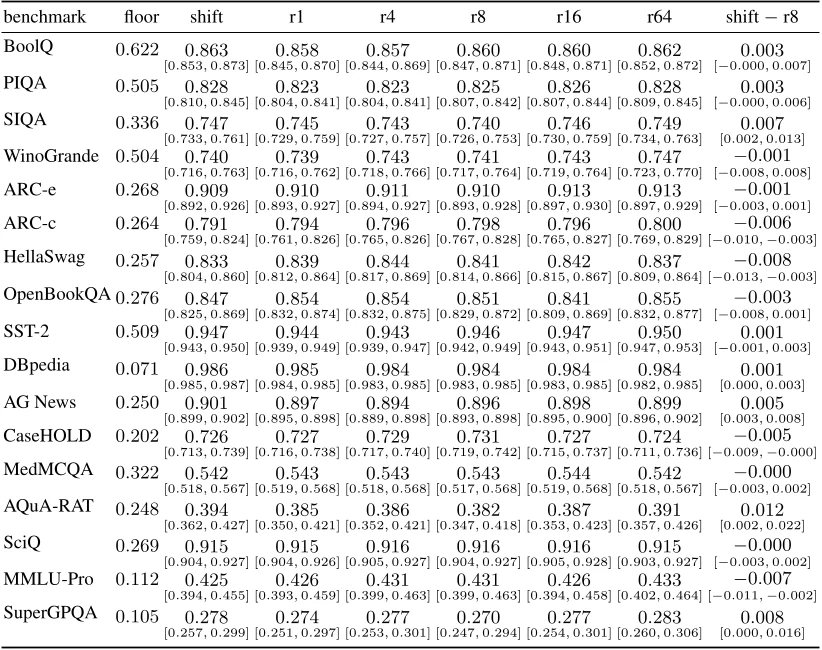 benchmark floor shift r1 r4 r8 r16 r64 shift − r8
BoolQ 0.622 0.863 0.858 0.857 0.860 0.860 0.862 0.003
[0.853, 0.873] [0.845, 0.870] [0.844, 0.869] [0.847, 0.871] [0.848, 0.871] [0.852, 0.872] [−0.000, 0.007]
PIQA 0.505 0.828 0.823 0.823 0.825 0.826 0.828 0.003
[0.810, 0.845] [0.804, 0.841] [0.804, 0.841] [0.807, 0.842] [0.807, 0.844] [0.809, 0.845] [−0.000, 0.006]
SIQA 0.336 0.747 0.745 0.743 0.740 0.746 0.749 0.007
[0.733, 0.761] [0.729, 0.759] [0.727, 0.757] [0.726, 0.753] [0.730, 0.759] [0.734, 0.763] [0.002, 0.013]
WinoGrande 0.504 0.740 0.739 0.743 0.741 0.743 0.747 −0.001
[0.716, 0.763] [0.716, 0.762] [0.718, 0.766] [0.717, 0.764] [0.719, 0.764] [0.723, 0.770] [−0.008, 0.008]
ARC-e 0.268 0.909 0.910 0.911 0.910 0.913 0.913 −0.001
[0.892, 0.926] [0.893, 0.927] [0.894, 0.927] [0.893, 0.928] [0.897, 0.930] [0.897, 0.929] [−0.003, 0.001]
ARC-c 0.264 0.791 0.794 0.796 0.798 0.796 0.800 −0.006
[0.759, 0.824] [0.761, 0.826] [0.765, 0.826] [0.767, 0.828] [0.765, 0.827] [0.769, 0.829] [−0.010, −0.003]
HellaSwag 0.257 0.833 0.839 0.844 0.841 0.842 0.837 −0.008
[0.804, 0.860] [0.812, 0.864] [0.817, 0.869] [0.814, 0.866] [0.815, 0.867] [0.809, 0.864] [−0.013, −0.003]
OpenBookQA 0.276 0.847 0.854 0.854 0.851 0.841 0.855 −0.003
[0.825, 0.869] [0.832, 0.874] [0.832, 0.875] [0.829, 0.872] [0.809, 0.869] [0.832, 0.877] [−0.008, 0.001]
SST-2 0.509 0.947 0.944 0.943 0.946 0.947 0.950 0.001
[0.943, 0.950] [0.939, 0.949] [0.939, 0.947] [0.942, 0.949] [0.943, 0.951] [0.947, 0.953] [−0.001, 0.003]
DBpedia 0.071 0.986 0.985 0.984 0.984 0.984 0.984 0.001
[0.985, 0.987] [0.984, 0.985] [0.983, 0.985] [0.983, 0.985] [0.983, 0.985] [0.982, 0.985] [0.000, 0.003]
AG News 0.250 0.901 0.897 0.894 0.896 0.898 0.899 0.005
[0.899, 0.902] [0.895, 0.898] [0.889, 0.898] [0.893, 0.898] [0.895, 0.900] [0.896, 0.902] [0.003, 0.008]
CaseHOLD 0.202 0.726 0.727 0.729 0.731 0.727 0.724 −0.005
[0.713, 0.739] [0.716, 0.738] [0.717, 0.740] [0.719, 0.742] [0.715, 0.737] [0.711, 0.736] [−0.009, −0.000]
MedMCQA 0.322 0.542 0.543 0.543 0.543 0.544 0.542 −0.000
[0.518, 0.567] [0.519, 0.568] [0.518, 0.568] [0.517, 0.568] [0.519, 0.568] [0.518, 0.567] [−0.003, 0.002]
AQuA-RAT 0.248 0.394 0.385 0.386 0.382 0.387 0.391 0.012
[0.362, 0.427] [0.350, 0.421] [0.352, 0.421] [0.347, 0.418] [0.353, 0.423] [0.357, 0.426] [0.002, 0.022]
SciQ 0.269 0.915 0.915 0.916 0.916 0.916 0.915 −0.000
[0.904, 0.927] [0.904, 0.926] [0.905, 0.927] [0.904, 0.927] [0.905, 0.928] [0.903, 0.927] [−0.003, 0.002]
MMLU-Pro 0.112 0.425 0.426 0.431 0.431 0.426 0.433 −0.007
[0.394, 0.455] [0.393, 0.459] [0.399, 0.463] [0.399, 0.463] [0.394, 0.458] [0.402, 0.464] [−0.011, −0.002]
SuperGPQA 0.105 0.278 0.274 0.277 0.270 0.277 0.283 0.008
[0.257, 0.299] [0.251, 0.297] [0.253, 0.301] [0.247, 0.294] [0.254, 0.301] [0.260, 0.306] [0.000, 0.016]